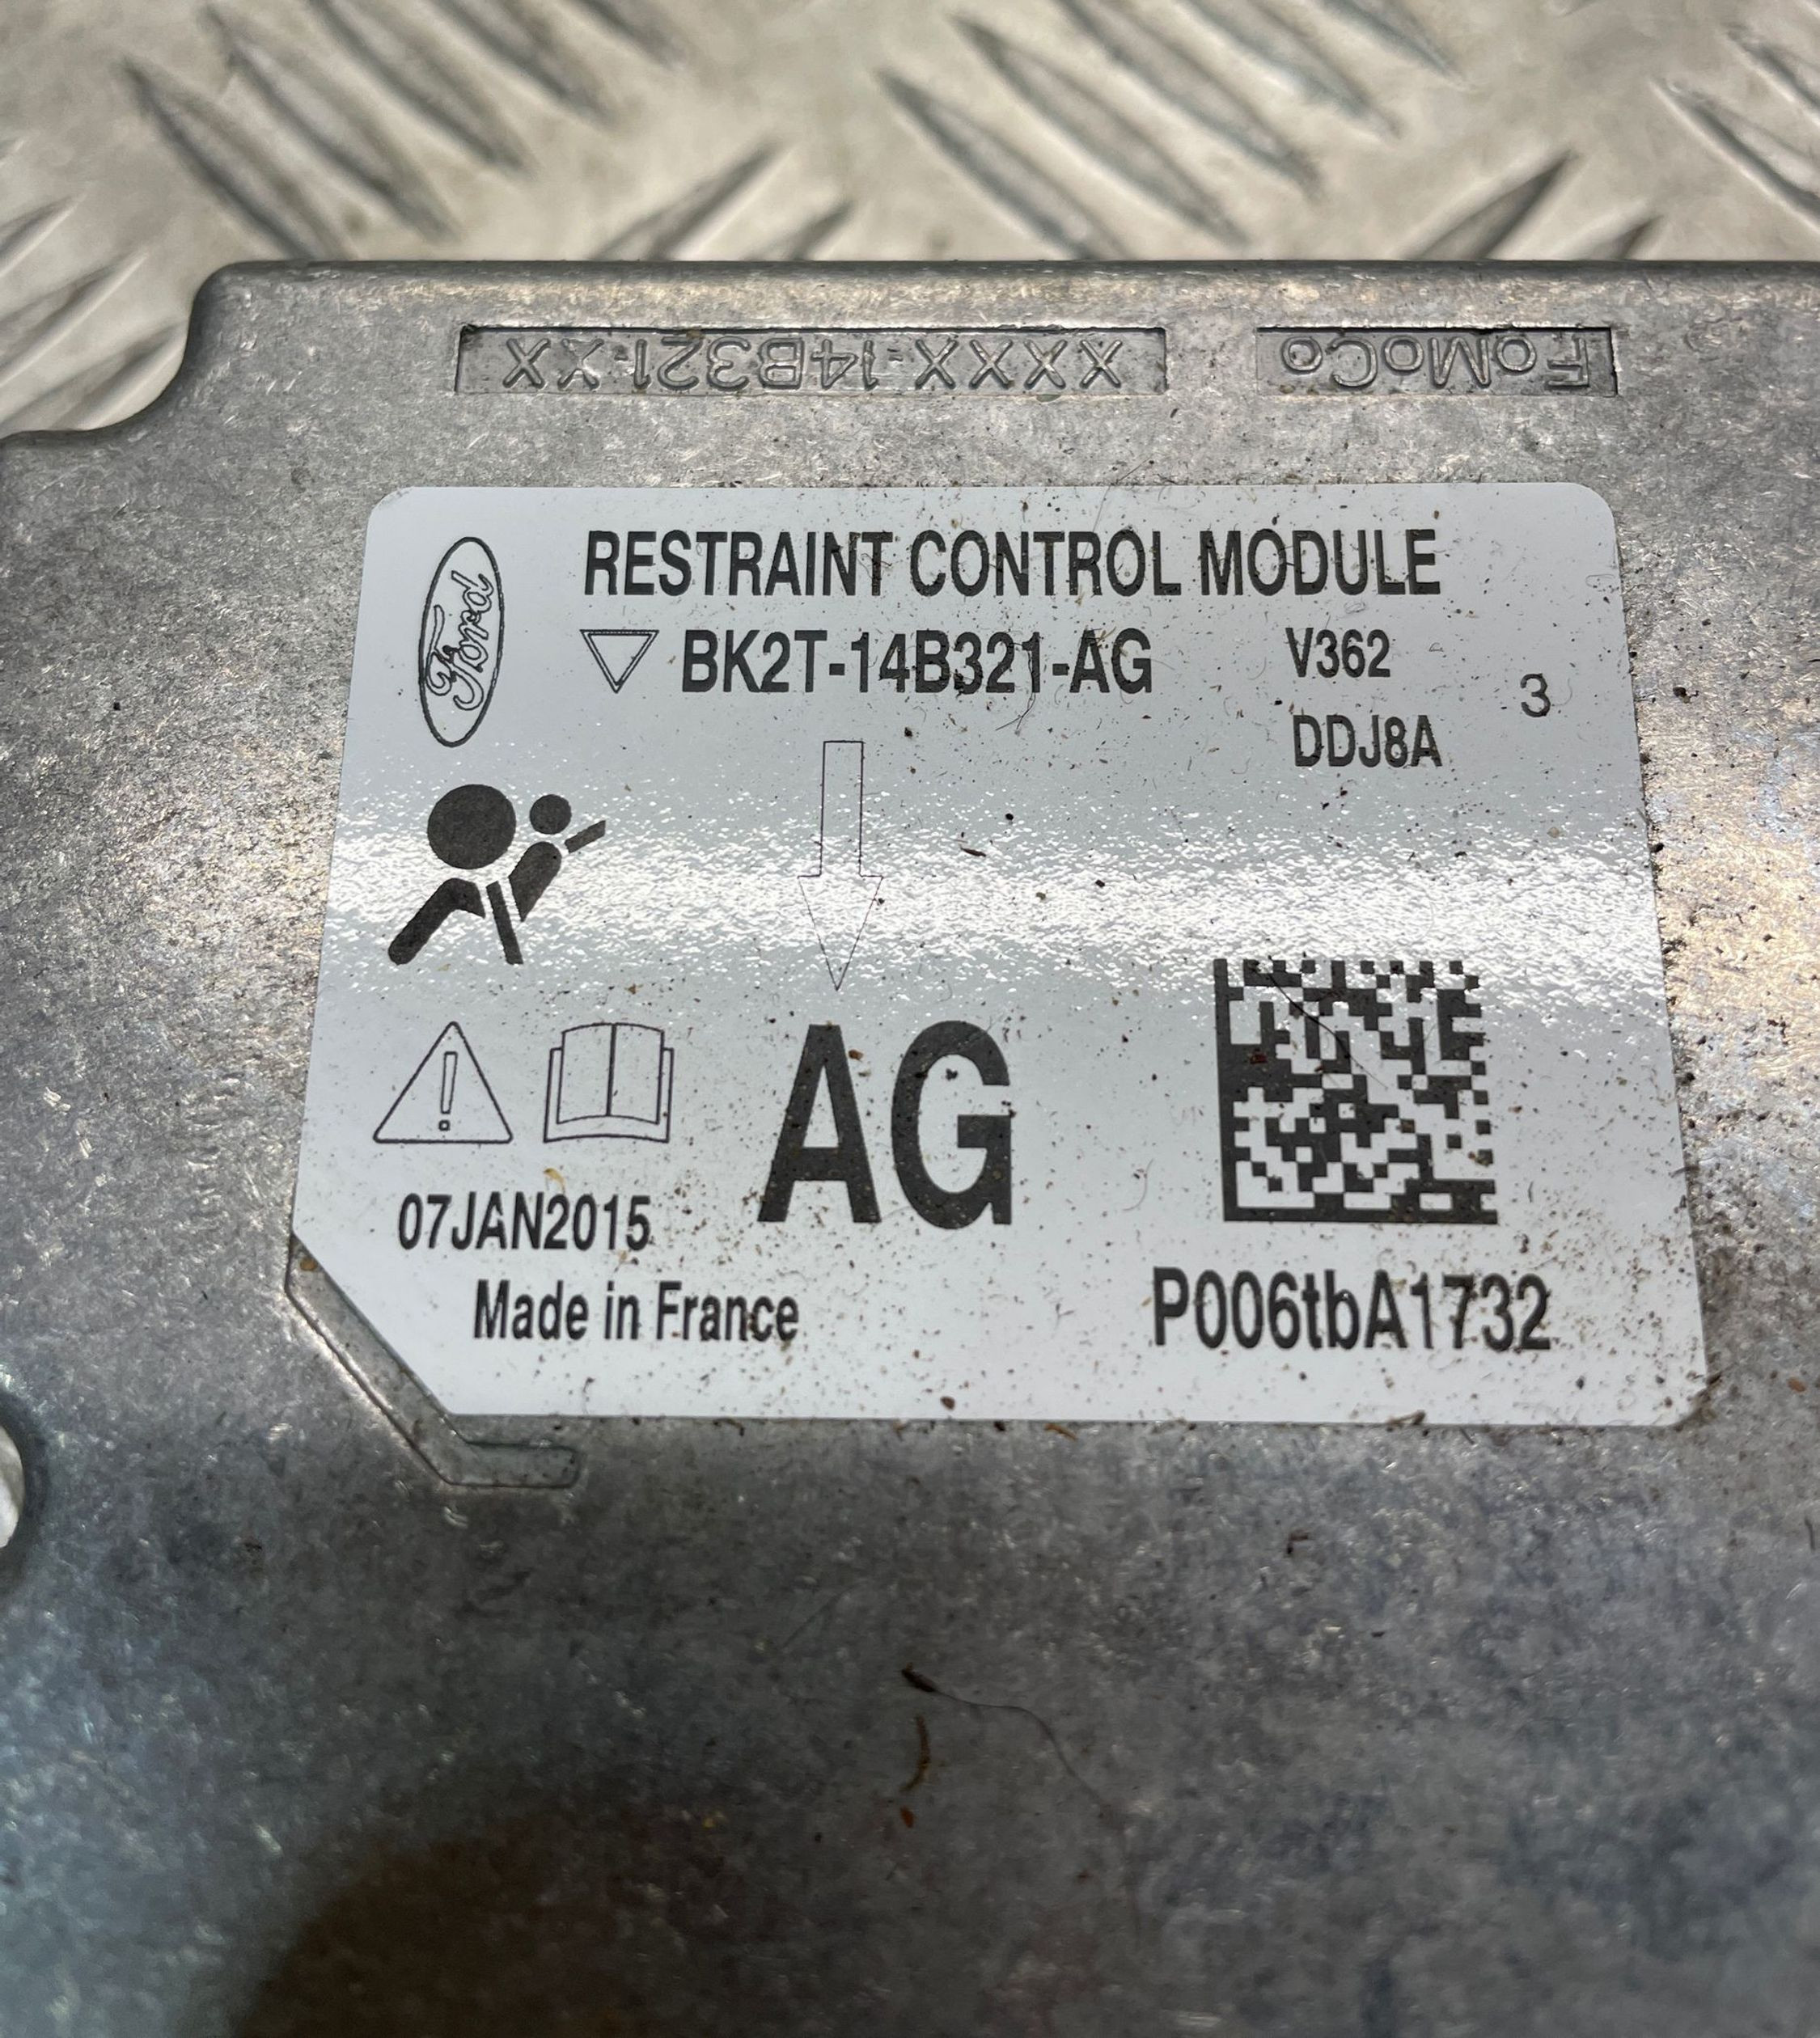 XXXX-14B321-XX
FoMoCo
Ford
RESTRAINT CONTROL MODULE
BK2T-14B321-AG
V362
3
DDJ8A
AG
07JAN2015
Made in France
P006tbA1732